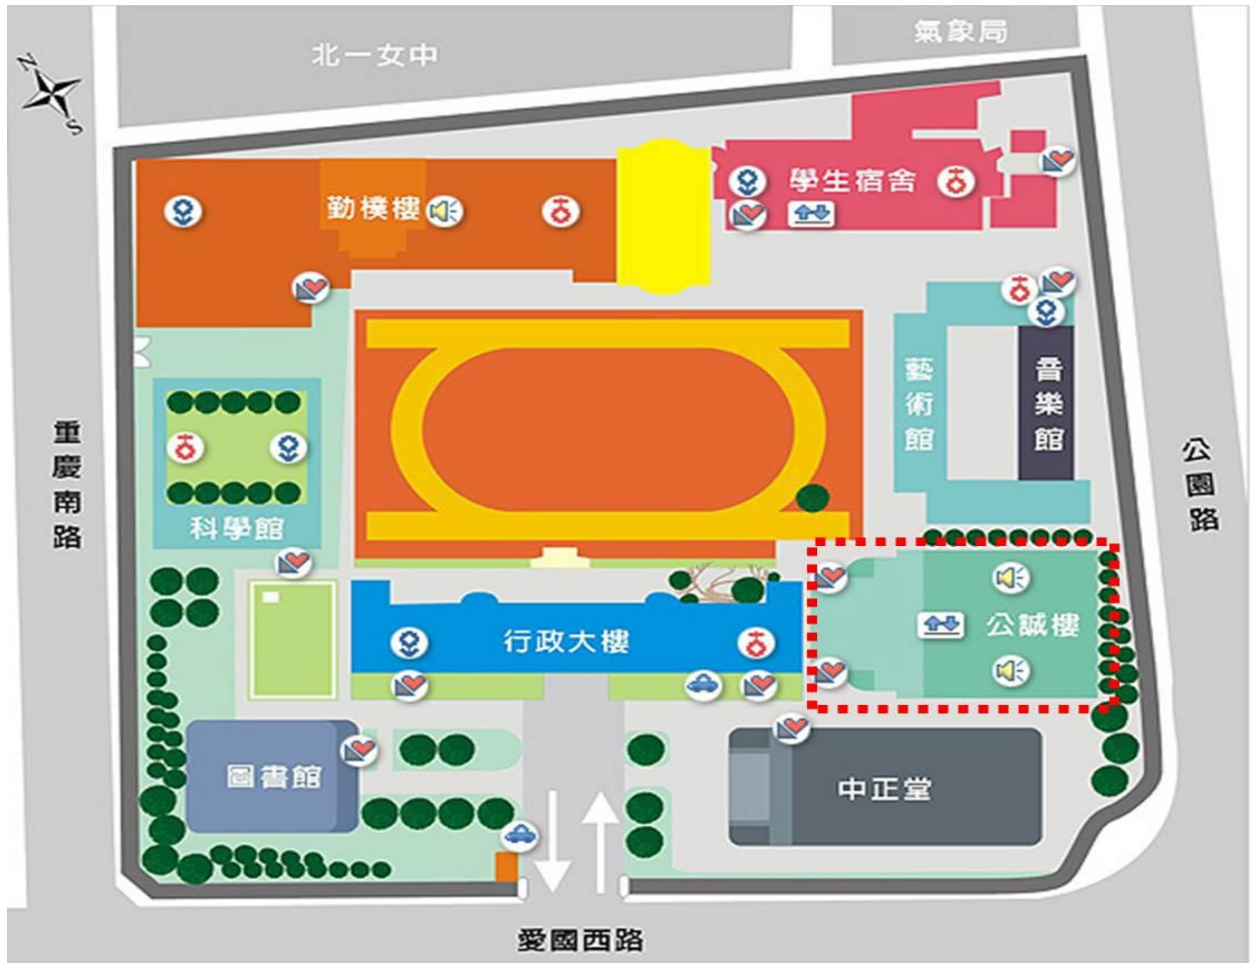 北一女中
氣象局
N
S
勤樸樓
學生宿舍
藝術館
音樂館
重慶南路
公園路
科學館
行政大樓
公誠樓
圖書館
中正堂
愛國西路